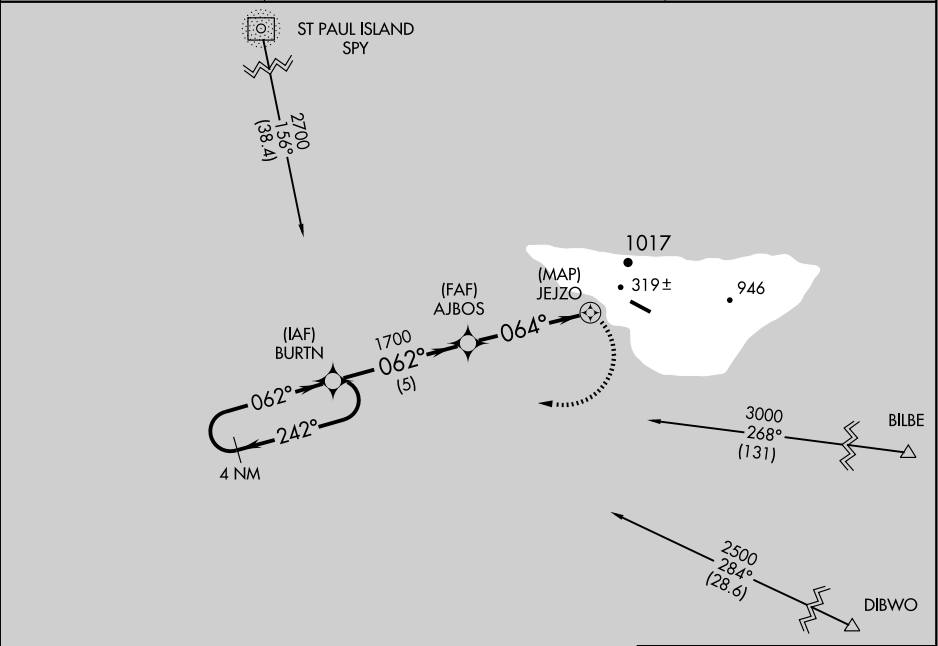 ST PAUL ISLAND
SPY
2700
156°
(38.4)
1017
319±
946
(MAP)
JEJZO
(FAF)
AJBOS
064°
(IAF)
BURTN
1700
062°
(5)
062°
242°
4 NM
3000
268°
(131)
BILBE
2500
284°
(28.6)
DIBWO